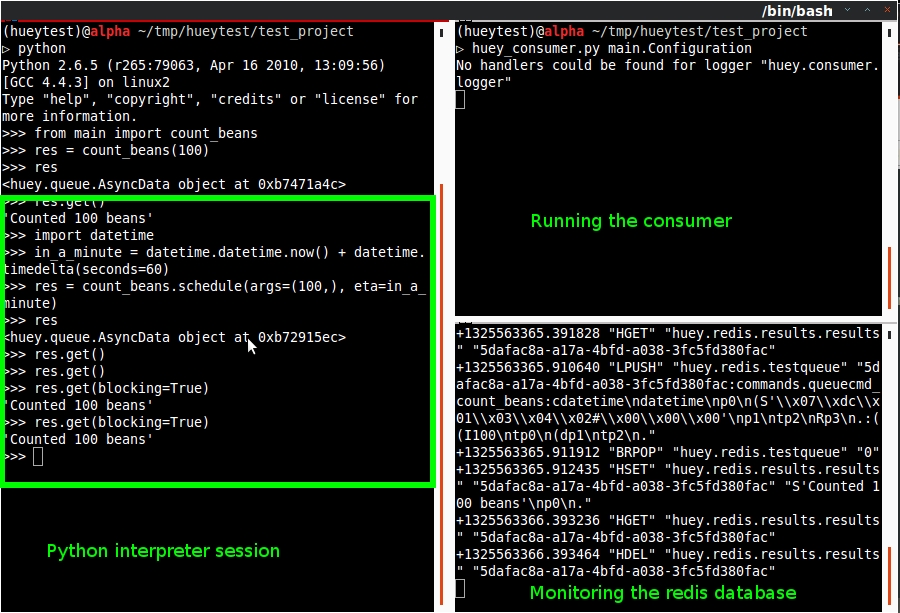 /bin/bash
(hueytest)@alpha ~/tmp/hueytest/test_project
▷ python
Python 2.6.5 (r265:79063, Apr 16 2010, 13:09:56)
[GCC 4.4.3] on linux2
Type "help", "copyright", "credits" or "license" for
more information.
>>> from main import count_beans
>>> res = count_beans(100)
>>> res
<huey.queue.AsyncData object at 0xb7471a4c>
>>> res.get()
'Counted 100 beans'
>>> import datetime
>>> in_a_minute = datetime.datetime.now() + datetime.
timedelta(seconds=60)
>>> res = count_beans.schedule(args=(100,), eta=in_a_
minute)
>>> res
<huey.queue.AsyncData object at 0xb72915ec>
>>> res.get()
>>> res.get()
>>> res.get(blocking=True)
'Counted 100 beans'
>>> res.get(blocking=True)
'Counted 100 beans'
>>>
Python interpreter session
(hueytest)@alpha ~/tmp/hueytest/test_project
▷ huey_consumer.py main.Configuration
No handlers could be found for logger "huey.consumer.
logger"
Running the consumer
+1325563365.391828 "HGET" "huey.redis.results.results
" "5dafac8a-a17a-4bfd-a038-3fc5fd380fac"
+1325563365.910640 "LPUSH" "huey.redis.testqueue" "5d
afac8a-a17a-4bfd-a038-3fc5fd380fac:commands.queuecmd_
count_beans:cdatetime\ndatetime\np0\n(S'\\x07\\xdc\\x
01\\x03\\x04\\x02#\\x00\\x00\\x00'\np1\ntp2\nRp3\n.:(
(I100\ntp0\n(dp1\ntp2\n."
+1325563365.911912 "BRPOP" "huey.redis.testqueue" "0"
+1325563365.912435 "HSET" "huey.redis.results.results
" "5dafac8a-a17a-4bfd-a038-3fc5fd380fac" "S'Counted 1
00 beans'\np0\n."
+1325563366.393236 "HGET" "huey.redis.results.results
" "5dafac8a-a17a-4bfd-a038-3fc5fd380fac"
+1325563366.393464 "HDEL" "huey.redis.results.results
" "5dafac8a-a17a-4bfd-a038-3fc5fd380fac"
Monitoring the redis database